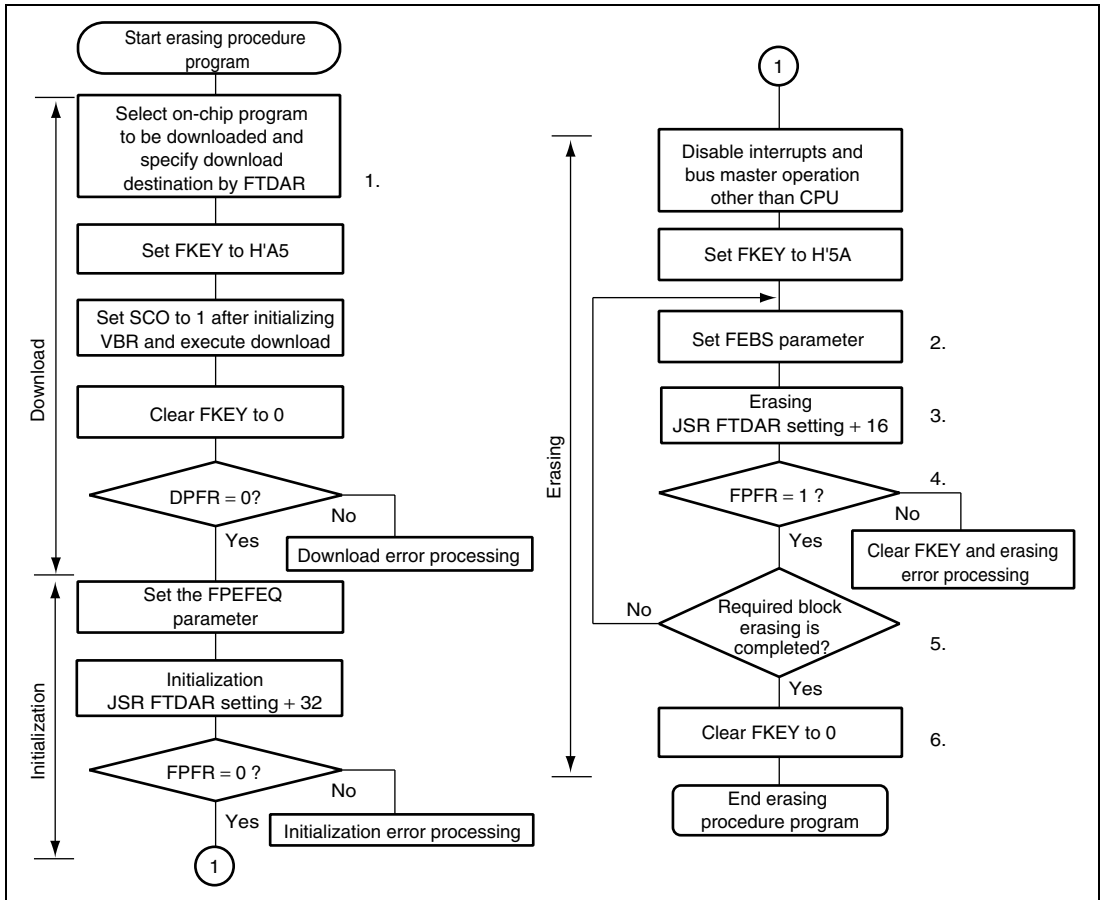 Start erasing procedure
program
Select on-chip program
to be downloaded and
specify download
destination by FTDAR
1.
Set FKEY to H'A5
Set SCO to 1 after initializing
VBR and execute download
Clear FKEY to 0
DPFR = 0?
No
Yes
Download error processing
Download
Set the FPEFEQ
parameter
Initialization
JSR FTDAR setting + 32
FPFR = 0 ?
No
Yes
Initialization error processing
Initialization
1
1
Disable interrupts and
bus master operation
other than CPU
Set FKEY to H'5A
Set FEBS parameter
2.
Erasing
JSR FTDAR setting + 16
3.
4.
FPFR = 1 ?
No
Yes
Clear FKEY and erasing
error processing
Erasing
No
Required block
erasing is
completed?
5.
Yes
Clear FKEY to 0
6.
End erasing
procedure program